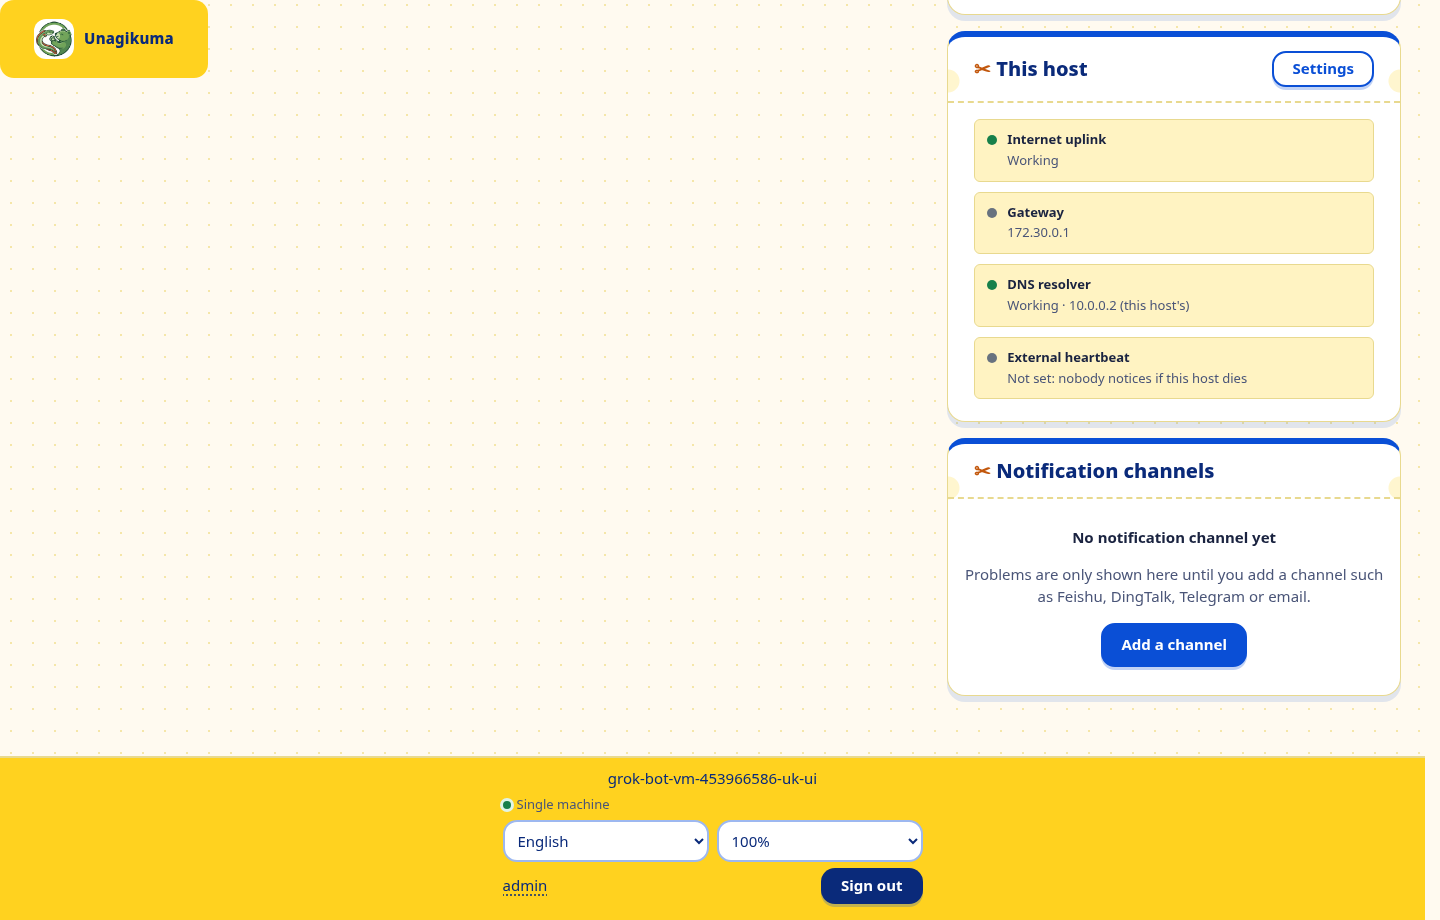 Unagikuma
✂ This host
Settings
Internet uplink
Working
Gateway
172.30.0.1
DNS resolver
Working · 10.0.0.2 (this host's)
External heartbeat
Not set: nobody notices if this host dies
✂ Notification channels
No notification channel yet
Problems are only shown here until you add a channel such
as Feishu, DingTalk, Telegram or email.
Add a channel
grok-bot-vm-453966586-uk-ui
Single machine
English
100%
admin
Sign out